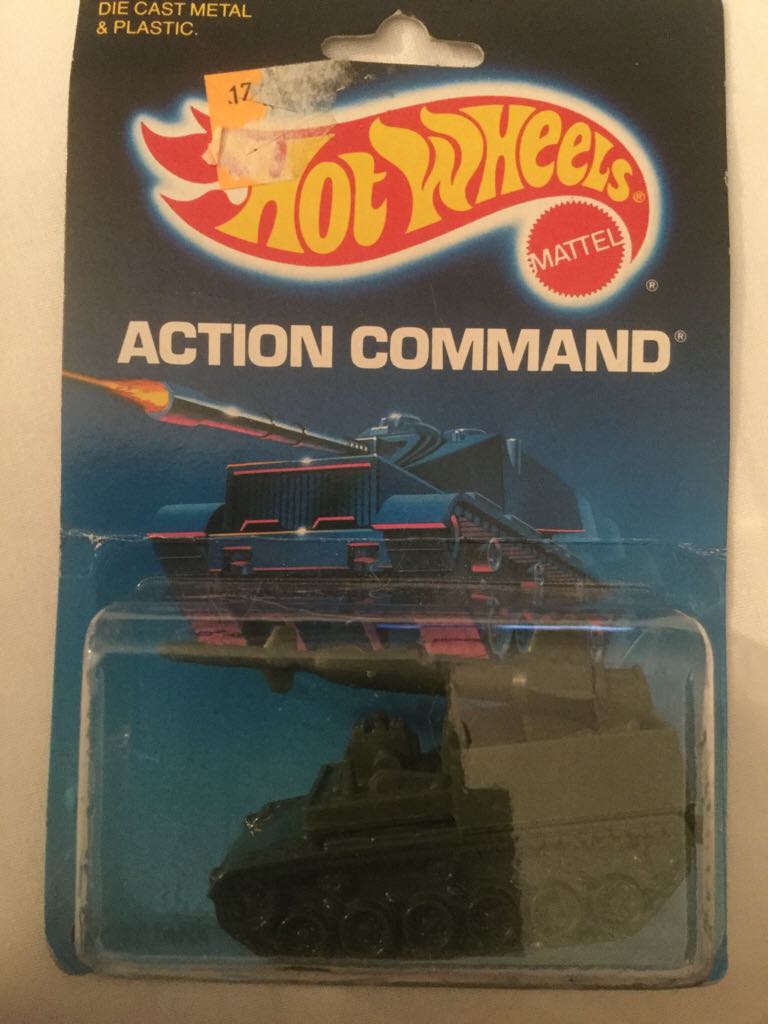 DIE CAST METAL
& PLASTIC.
.17
HOT WHEELS®
MATTEL
®
ACTION COMMAND®